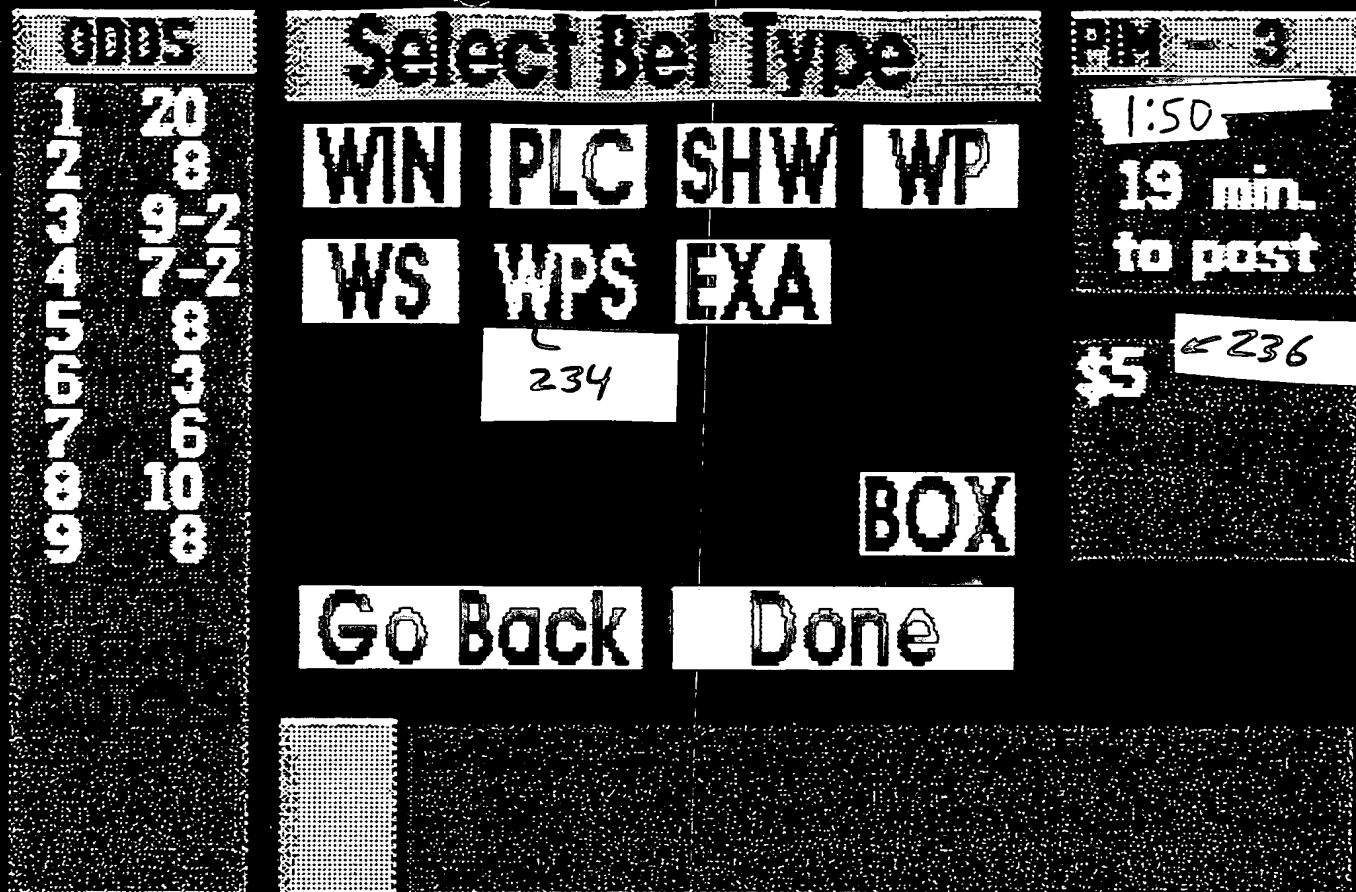 ODDS
1 20
2 8
3 9-2
4 7-2
5 8
6 3
7 6
8 10
9 8
Select Bet Type
WIN PLC SHW WP
WS WPS EXA
234
BOX
Go Back Done
PIM - 3
1:50
19 min.
to post
$5 236